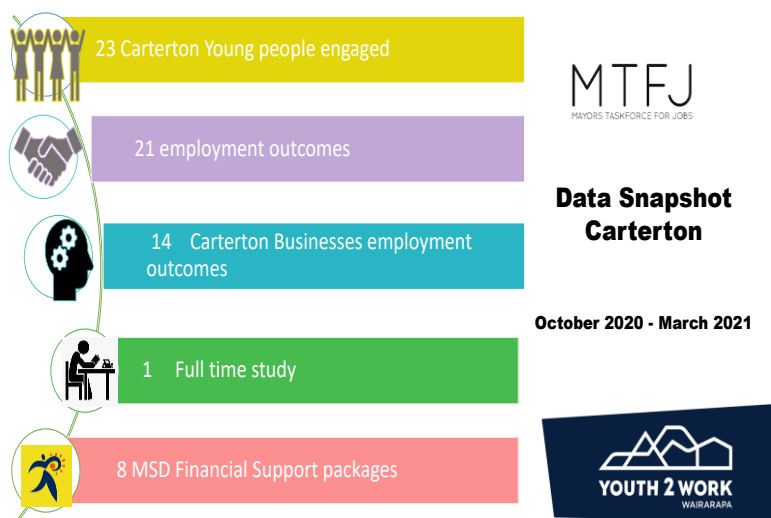 23 Carterton Young people engaged
21 employment outcomes
14 Carterton Businesses employment
outcomes
1 Full time study
8 MSD Financial Support packages
MTFJ
MAYORS TASKFORCE FOR JOBS
Data Snapshot
Carterton
October 2020 - March 2021
YOUTH 2 WORK
WAIRARAPA